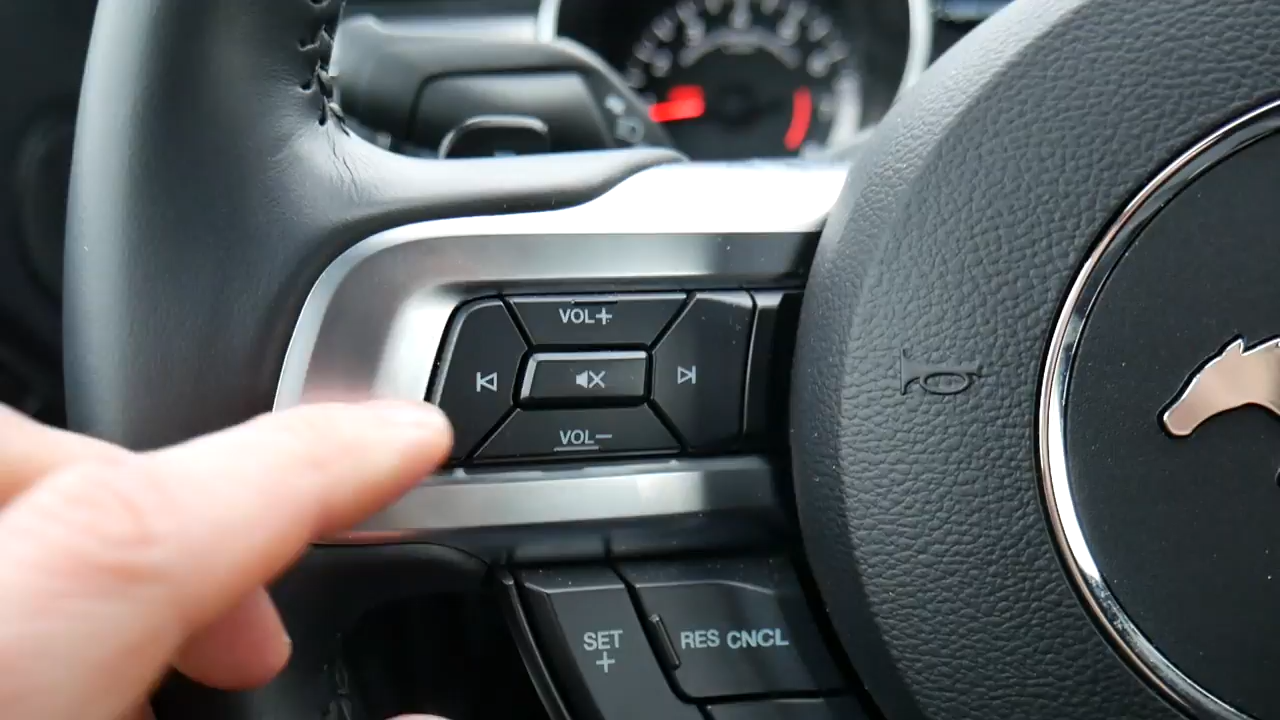 VOL+
VOL-
SET
+
RES CNCL